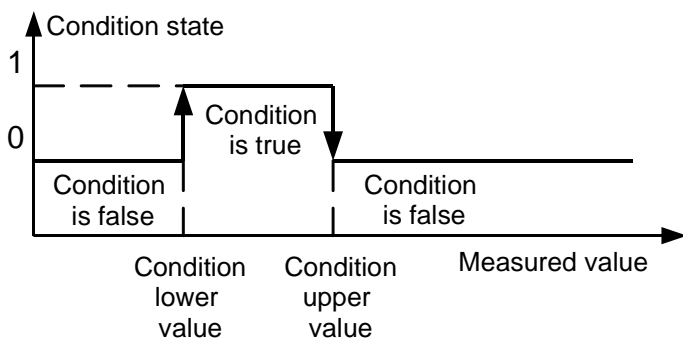 Condition state
1
0
Condition
is true
Condition
is false
Condition
is false
Condition
lower
value
Condition
upper
value
Measured value